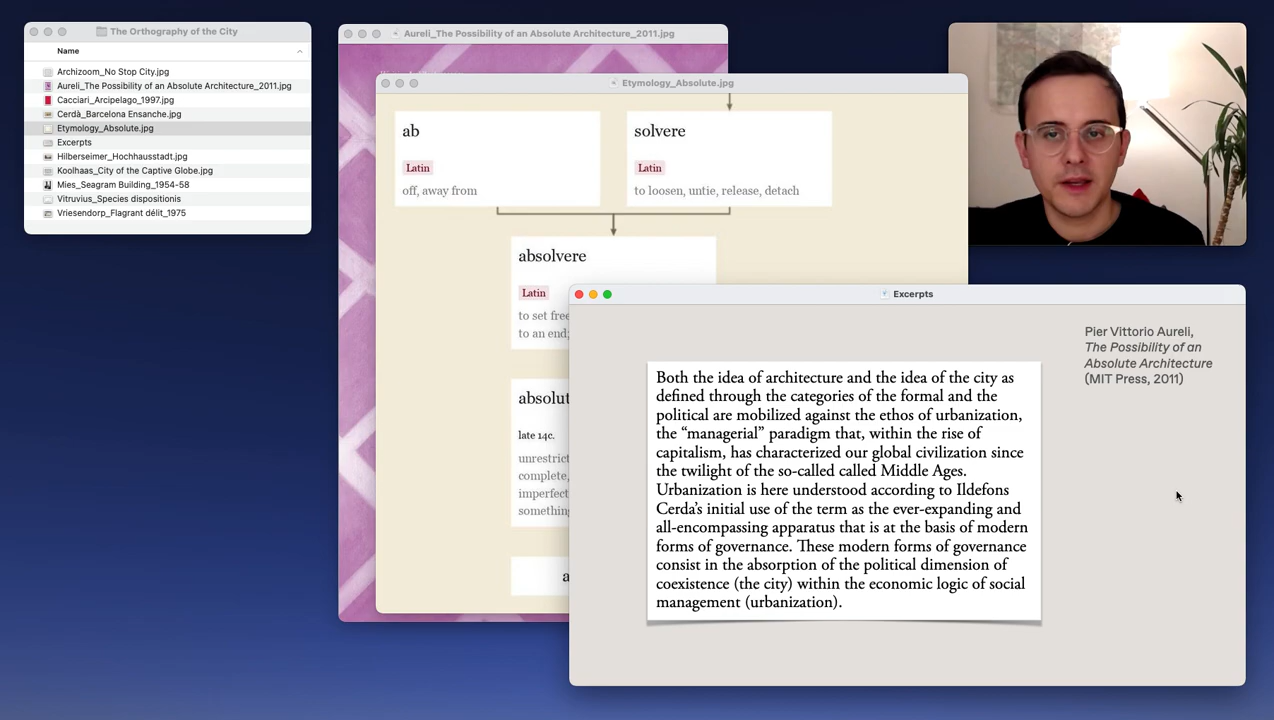 The Orthography of the City
Name
Archizoom_No Stop City.jpg
Aureli_The Possibility of an Absolute Architecture_2011.jpg
Cacciari_Arcipelago_1997.jpg
Cerdà_Barcelona Ensanche.jpg
Etymology_Absolute.jpg
Excerpts
Hilberseimer_Hochhausstadt.jpg
Koolhaas_City of the Captive Globe.jpg
Mies_Seagram Building_1954-58
Vitruvius_Species dispositionis
Vriesendorp_Flagrant délit_1975
Aureli_The Possibility of an Absolute Architecture_2011.jpg
Etymology_Absolute.jpg
ab
Latin
off, away from
solvere
Latin
to loosen, untie, release, detach
absolvere
Latin
to set free
to an end;
absolut
late 14c.
unrestrict
complete,
imperfect
something
a
Excerpts
Pier Vittorio Aureli,
The Possibility of an
Absolute Architecture
(MIT Press, 2011)
Both the idea of architecture and the idea of the city as
defined through the categories of the formal and the
political are mobilized against the ethos of urbanization,
the “managerial” paradigm that, within the rise of
capitalism, has characterized our global civilization since
the twilight of the so-called called Middle Ages.
Urbanization is here understood according to Ildefons
Cerda’s initial use of the term as the ever-expanding and
all-encompassing apparatus that is at the basis of modern
forms of governance. These modern forms of governance
consist in the absorption of the political dimension of
coexistence (the city) within the economic logic of social
management (urbanization).